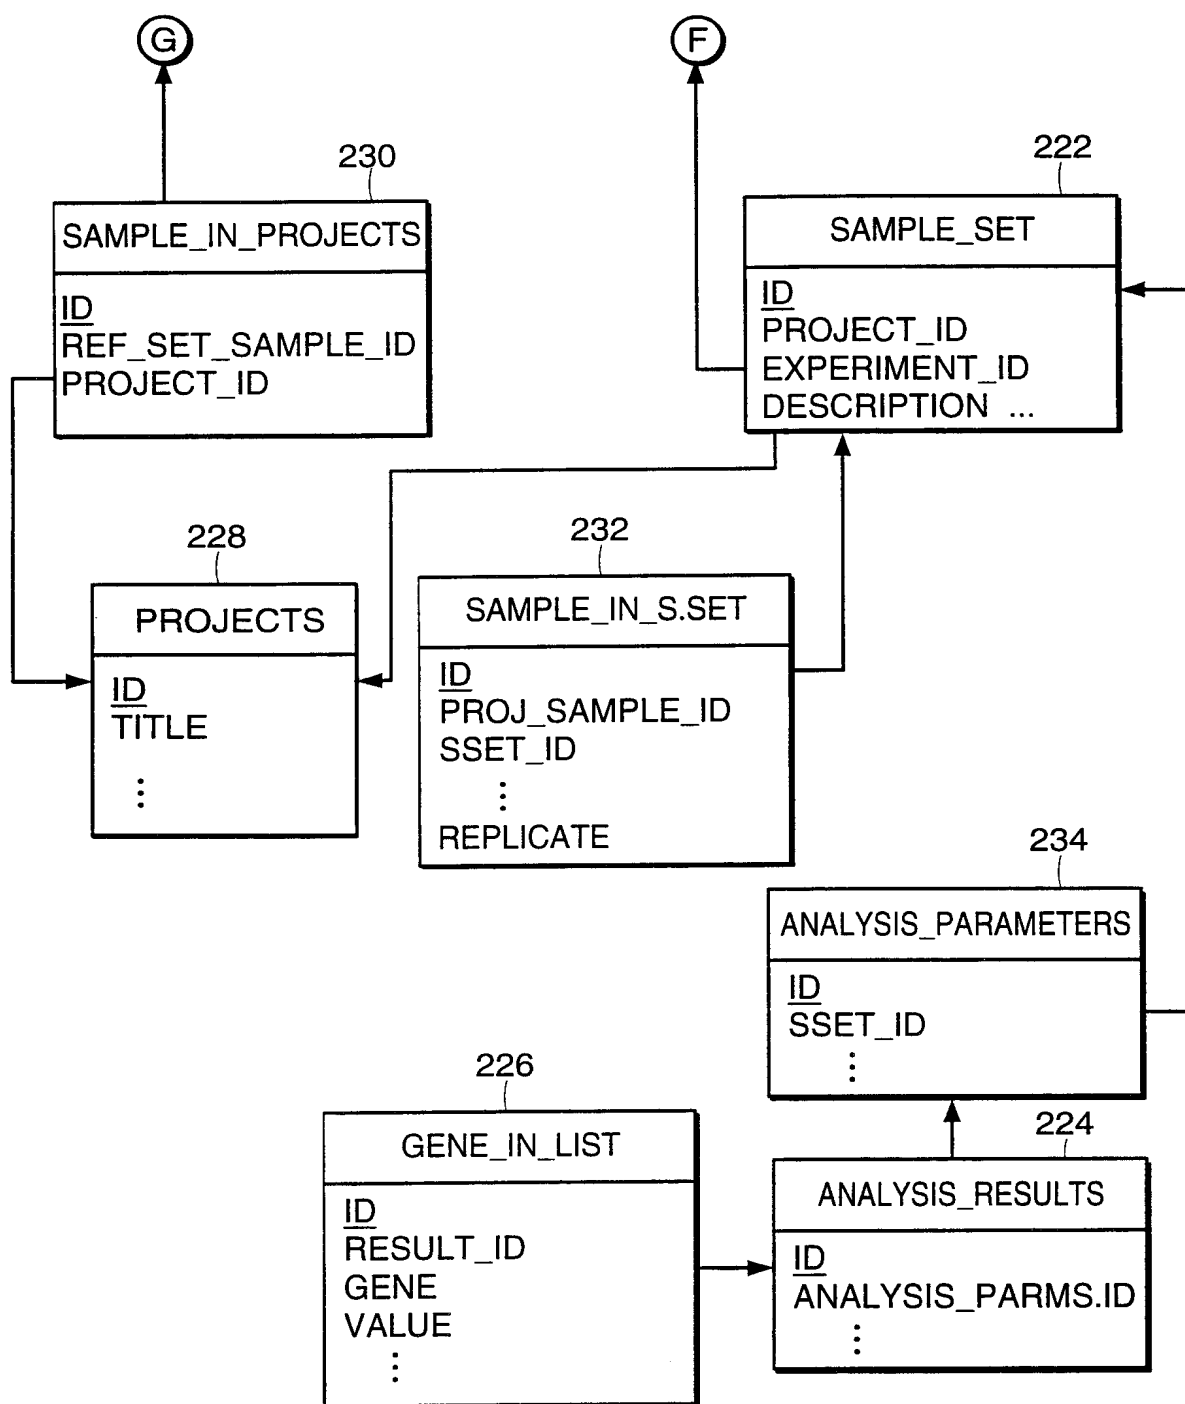 G
F
230
SAMPLE_IN_PROJECTS
ID
REF_SET_SAMPLE_ID
PROJECT_ID
222
SAMPLE_SET
ID
PROJECT_ID
EXPERIMENT_ID
DESCRIPTION ...
228
PROJECTS
ID
TITLE
⋮
232
SAMPLE_IN_S.SET
ID
PROJ_SAMPLE_ID
SSET_ID
⋮
REPLICATE
234
ANALYSIS_PARAMETERS
ID
SSET_ID
⋮
226
GENE_IN_LIST
ID
RESULT_ID
GENE
VALUE
⋮
224
ANALYSIS_RESULTS
ID
ANALYSIS_PARMS.ID
⋮